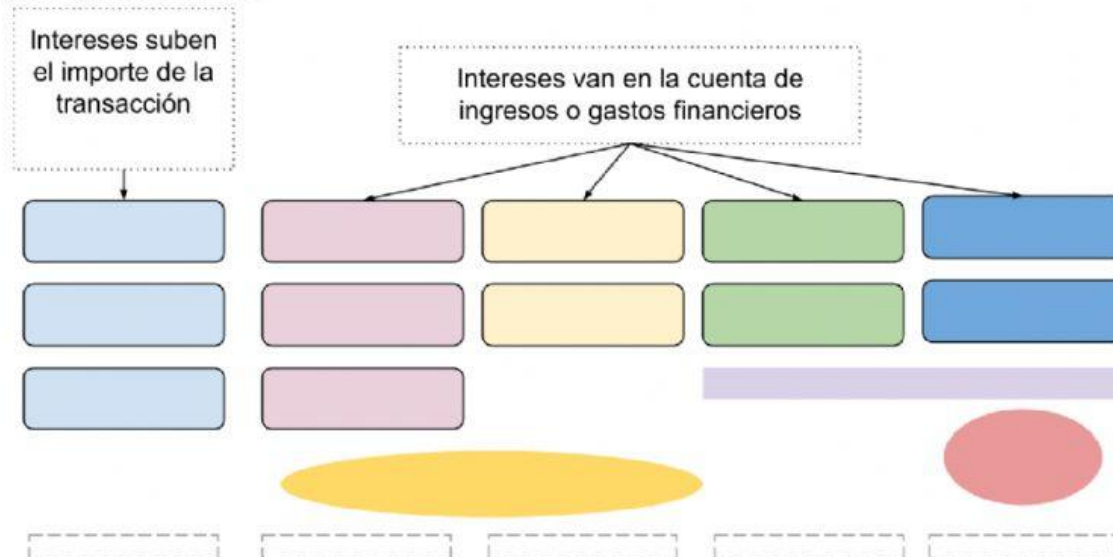 Intereses suben
el importe de la
transacción
Intereses van en la cuenta de
ingresos o gastos financieros